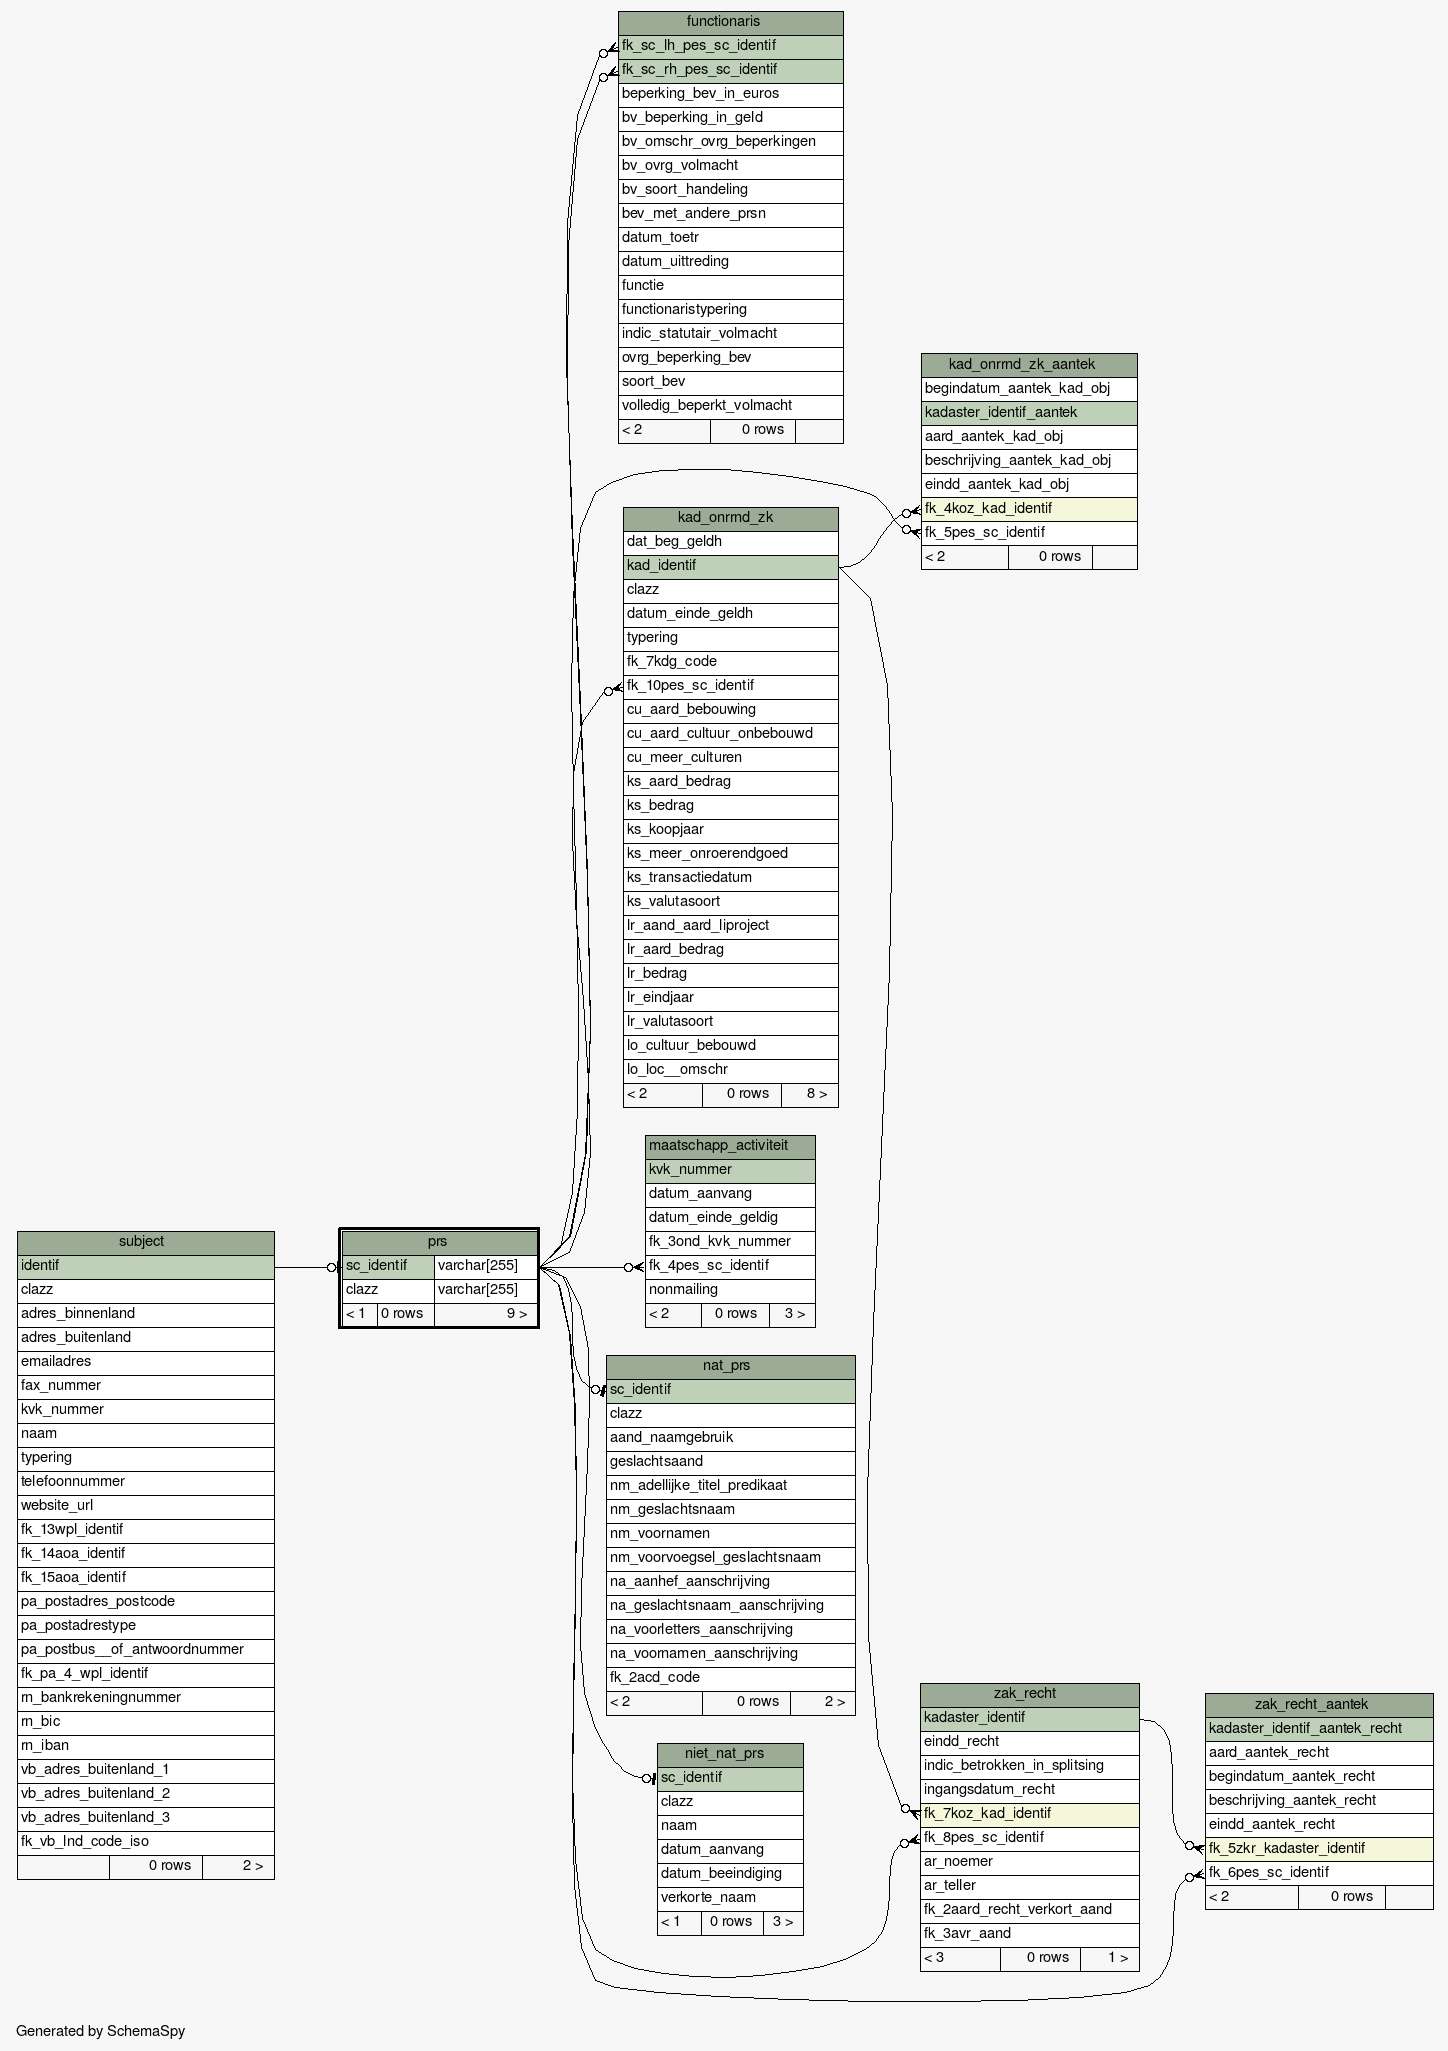 functionaris
fk_sc_lh_pes_sc_identif
fk_sc_rh_pes_sc_identif
beperking_bev_in_euros
bv_beperking_in_geld
bv_omschr_ovrg_beperkingen
bv_ovrg_volmacht
bv_soort_handeling
bev_met_andere_prsn
datum_toetr
datum_uittreding
functie
functionaristypering
indic_statutair_volmacht
ovrg_beperking_bev
soort_bev
volledig_beperkt_volmacht
< 2 0 rows
kad_onrrnd_zk_aantek
begindatum_aantek_kad_obj
kadaster_identif_aantek
aard_aantek_kad_obj
beschrijving_aantek_kad_obj
eindd_aantek_kad_obj
fk_4koz_kad_identif
fk_5pes_sc_identif
< 2 0 rows
kad_onrrnd_zk
dat_beg_geldh
kad_identif
clazz
datum_einde_geldh
typering
fk_7kdg_code
fk_10pes_sc_identif
cu_aard_bebouwing
cu_aard_cultuur_onbebouwd
cu_meer_culturen
ks_aard_bedrag
ks_bedrag
ks_koopjaar
ks_meer_onroerendgoed
ks_transactiedatum
ks_valutasoort
lr_aand_aard_liproject
lr_aard_bedrag
lr_bedrag
lr_eindjaar
lr_valutasoort
lo_cultuur_bebouwd
lo_loc__omschr
< 2 0 rows 8 >
maatschapp_activiteit
kvk_nummer
datum_aanvang
datum_einde_geldig
fk_3ond_kvk_nummer
fk_4pes_sc_identif
nonmailing
< 2 0 rows 3 >
subject
identif
clazz
adres_binnenland
adres_buitenland
emailadres
fax_nummer
kvk_nummer
naam
typering
telefoonnummer
website_url
fk_13wpl_identif
fk_14aoa_identif
fk_15aoa_identif
pa_postadres_postcode
pa_postadrestype
pa_postbus__of_antwoordnummer
fk_pa_4_wpl_identif
rn_bankrekeningnummer
rn_bic
rn_iban
vb_adres_buitenland_1
vb_adres_buitenland_2
vb_adres_buitenland_3
fk_vb_lnd_code_iso
0 rows 2 >
prs
sc_identif varchar[255]
clazz varchar[255]
< 1 0 rows 9 >
nat_prs
sc_identif
clazz
aand_naamgebruik
geslachtsaand
nm_adellijke_titel_predikaat
nm_geslachtsnaam
nm_voornamen
nm_voorvoegsel_geslachtsnaam
na_aanhef_aanschrijving
na_geslachtsnaam_aanschrijving
na_voorletters_aanschrijving
na_voornamen_aanschrijving
fk_2acd_code
< 2 0 rows 2 >
niet_nat_prs
sc_identif
clazz
naam
datum_aanvang
datum_beeindiging
verkorte_naam
< 1 0 rows 3 >
zak_recht
kadaster_identif
eindd_recht
indic_betrokken_in_splitsing
ingangsdatum_recht
fk_7koz_kad_identif
fk_8pes_sc_identif
ar_noemer
ar_teller
fk_2aard_recht_verkort_aand
fk_3avr_aand
< 3 0 rows 1 >
zak_recht_aantek
kadaster_identif_aantek_recht
aard_aantek_recht
begindatum_aantek_recht
beschrijving_aantek_recht
eindd_aantek_recht
fk_5zkr_kadaster_identif
fk_6pes_sc_identif
< 2 0 rows
Generated by SchemaSpy